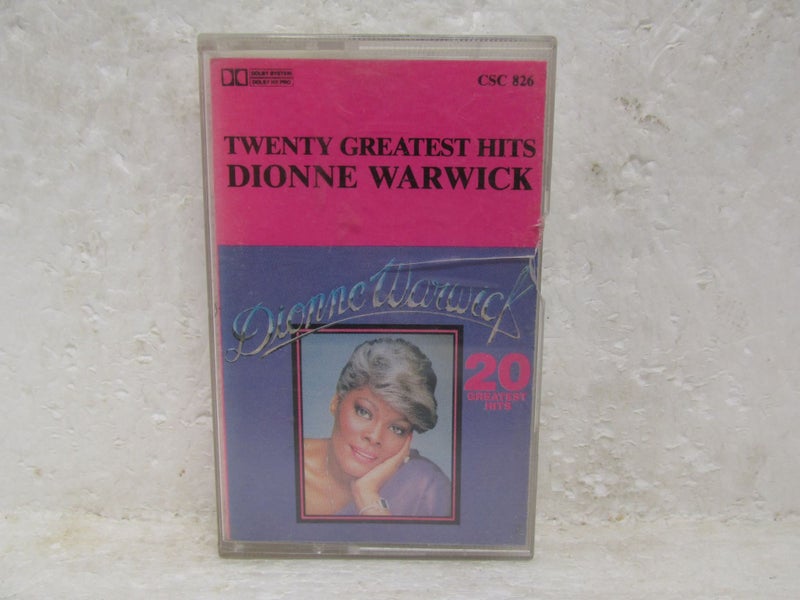 DOLBY SYSTEM
DOLBY HX PRO
CSC 826
TWENTY GREATEST HITS
DIONNE WARWICK
Dionne Warwick
20
GREATEST
HITS